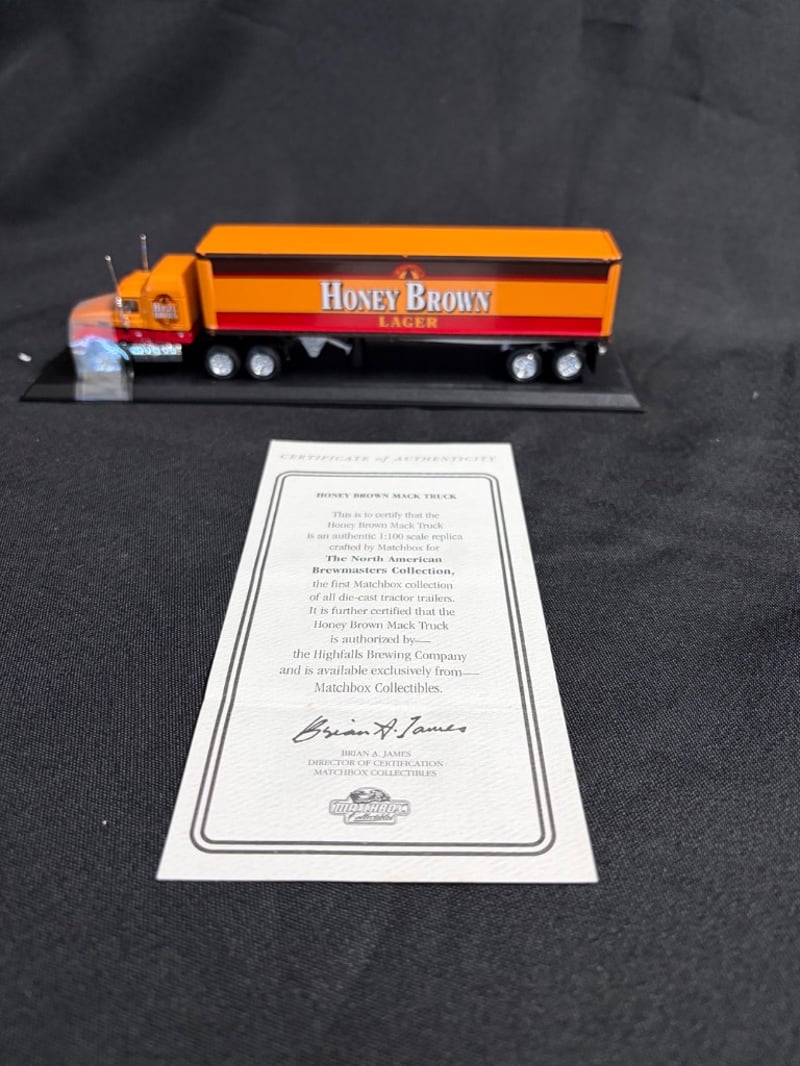 HONEY BROWN
LAGER
HONEY
BROWN
CERTIFICATE of AUTHENTICITY
HONEY BROWN MACK TRUCK
This is to certify that the
Honey Brown Mack Truck
is an authentic 1:100 scale replica
crafted by Matchbox for
The North American
Brewmasters Collection,
the first Matchbox collection
of all die-cast tractor trailers.
It is further certified that the
Honey Brown Mack Truck
is authorized by—
the Highfalls Brewing Company
and is available exclusively from—
Matchbox Collectibles.
Brian A. James
BRIAN A. JAMES
DIRECTOR OF CERTIFICATION
MATCHBOX COLLECTIBLES
MATCHBOX
Collectibles